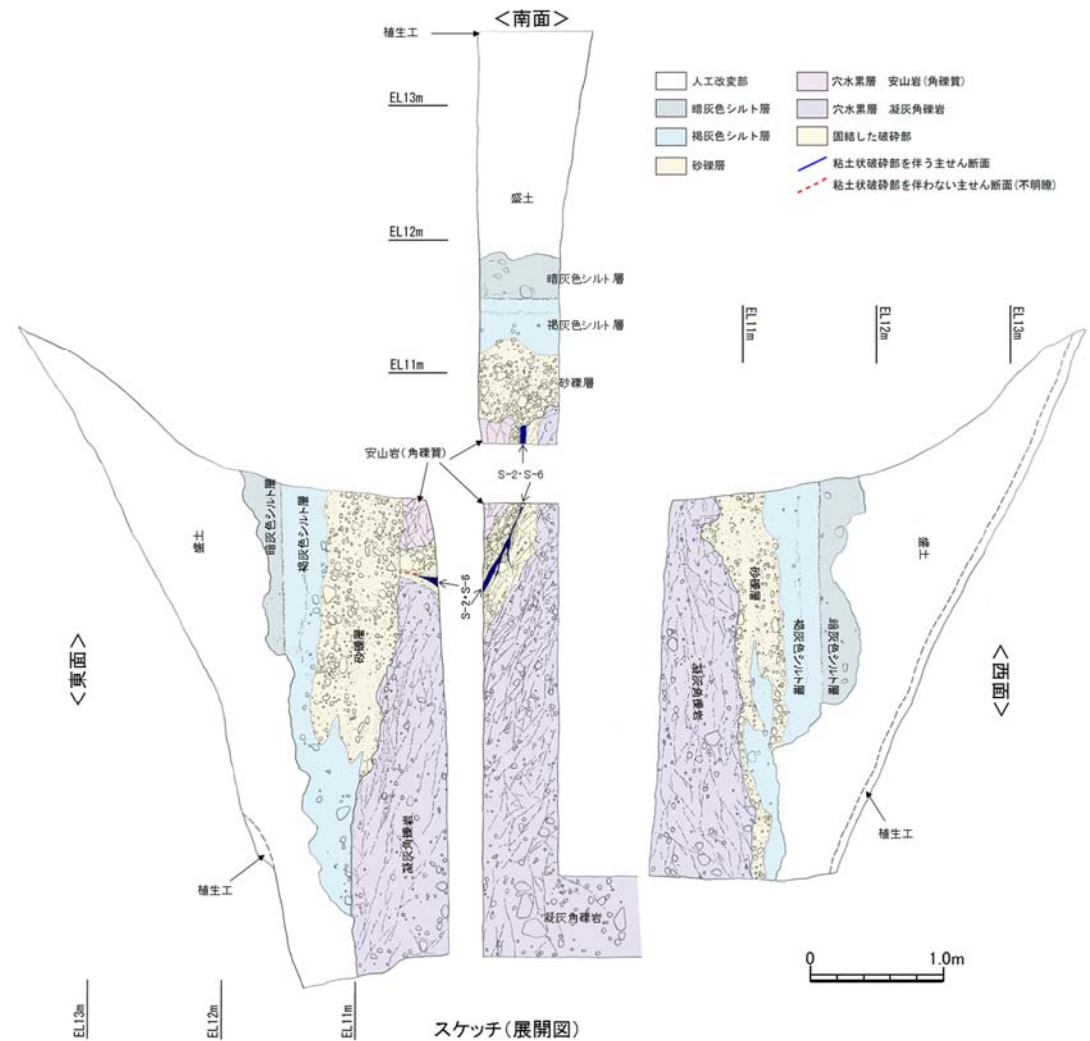 <南面>
植生工
EL13m
盛土
EL12m
暗灰色シルト層
褐灰色シルト層
EL11m
砂礫層
安山岩(角礫質)
S-2・S-6
人工改変部
暗灰色シルト層
褐灰色シルト層
砂礫層
穴水累層 安山岩(角礫質)
穴水累層 凝灰角礫岩
固結した破砕部
粘土状破砕部を伴う主せん断面
粘土状破砕部を伴わない主せん断面(不明瞭)
<東面>
盛土
暗灰色シルト層
褐灰色シルト層
砂礫層
凝灰角礫岩
植生工
S-2・S-6
EL13m
EL12m
EL11m
凝灰角礫岩
EL11m
EL12m
EL13m
凝灰角礫岩
砂礫層
褐灰色シルト層
暗灰色シルト層
盛土
<西面>
植生工
0
1.0m
スケッチ(展開図)